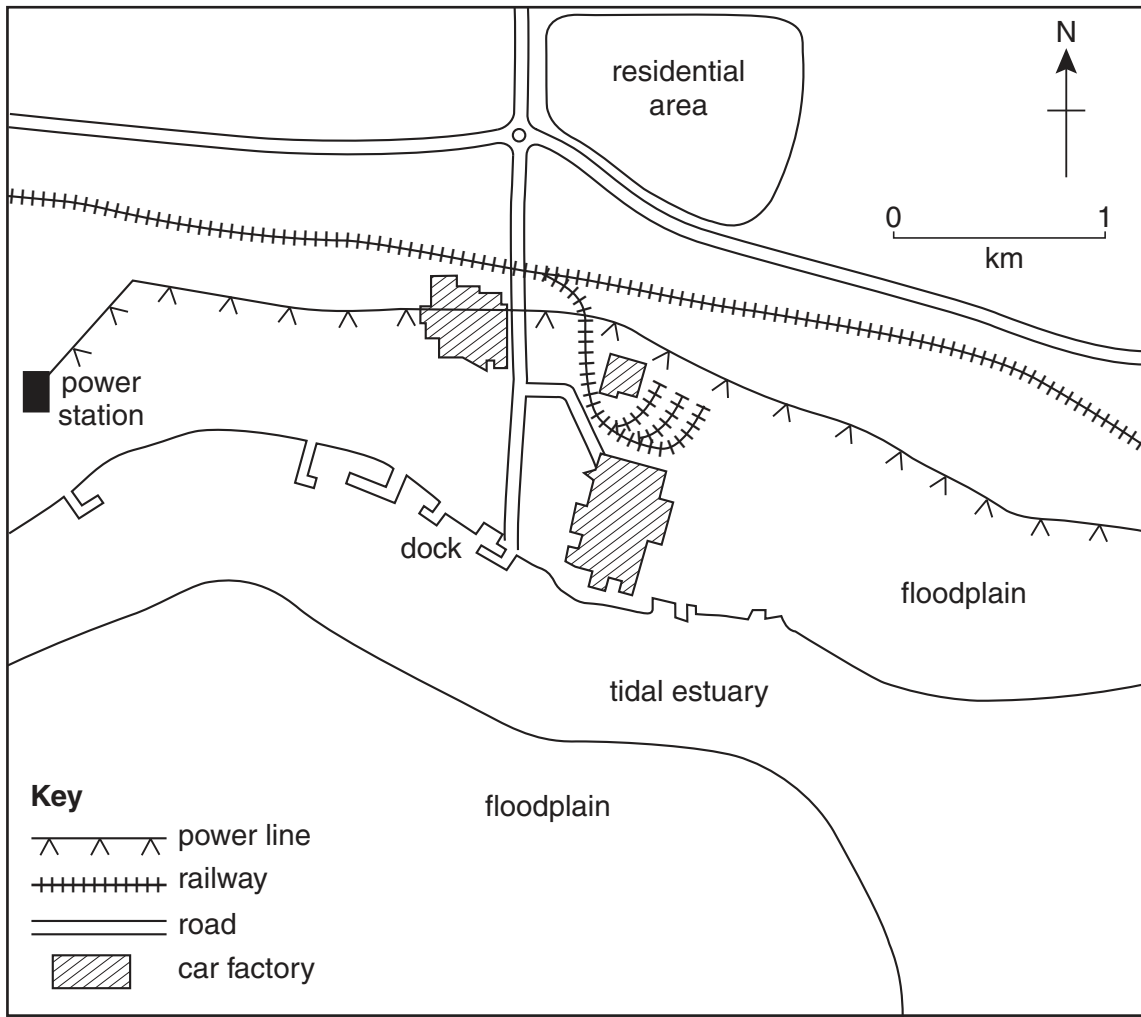 residential
area
N
0 1
km
power
station
dock
floodplain
tidal estuary
floodplain
Key
power line
railway
road
car factory